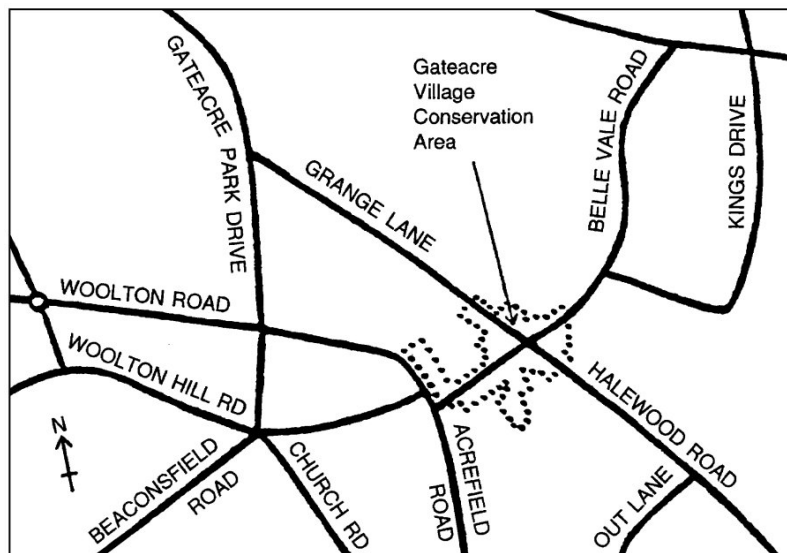 GATEACRE
PARK DRIVE
Gateacre
Village
Conservation
Area
BELLE VALE ROAD
KINGS DRIVE
GRANGE LANE
WOOLTON ROAD
WOOLTON HILL RD
N
BEACONSFIELD
ROAD
CHURCH RD
ACREFIELD
ROAD
HALEWOOD ROAD
OUT LANE